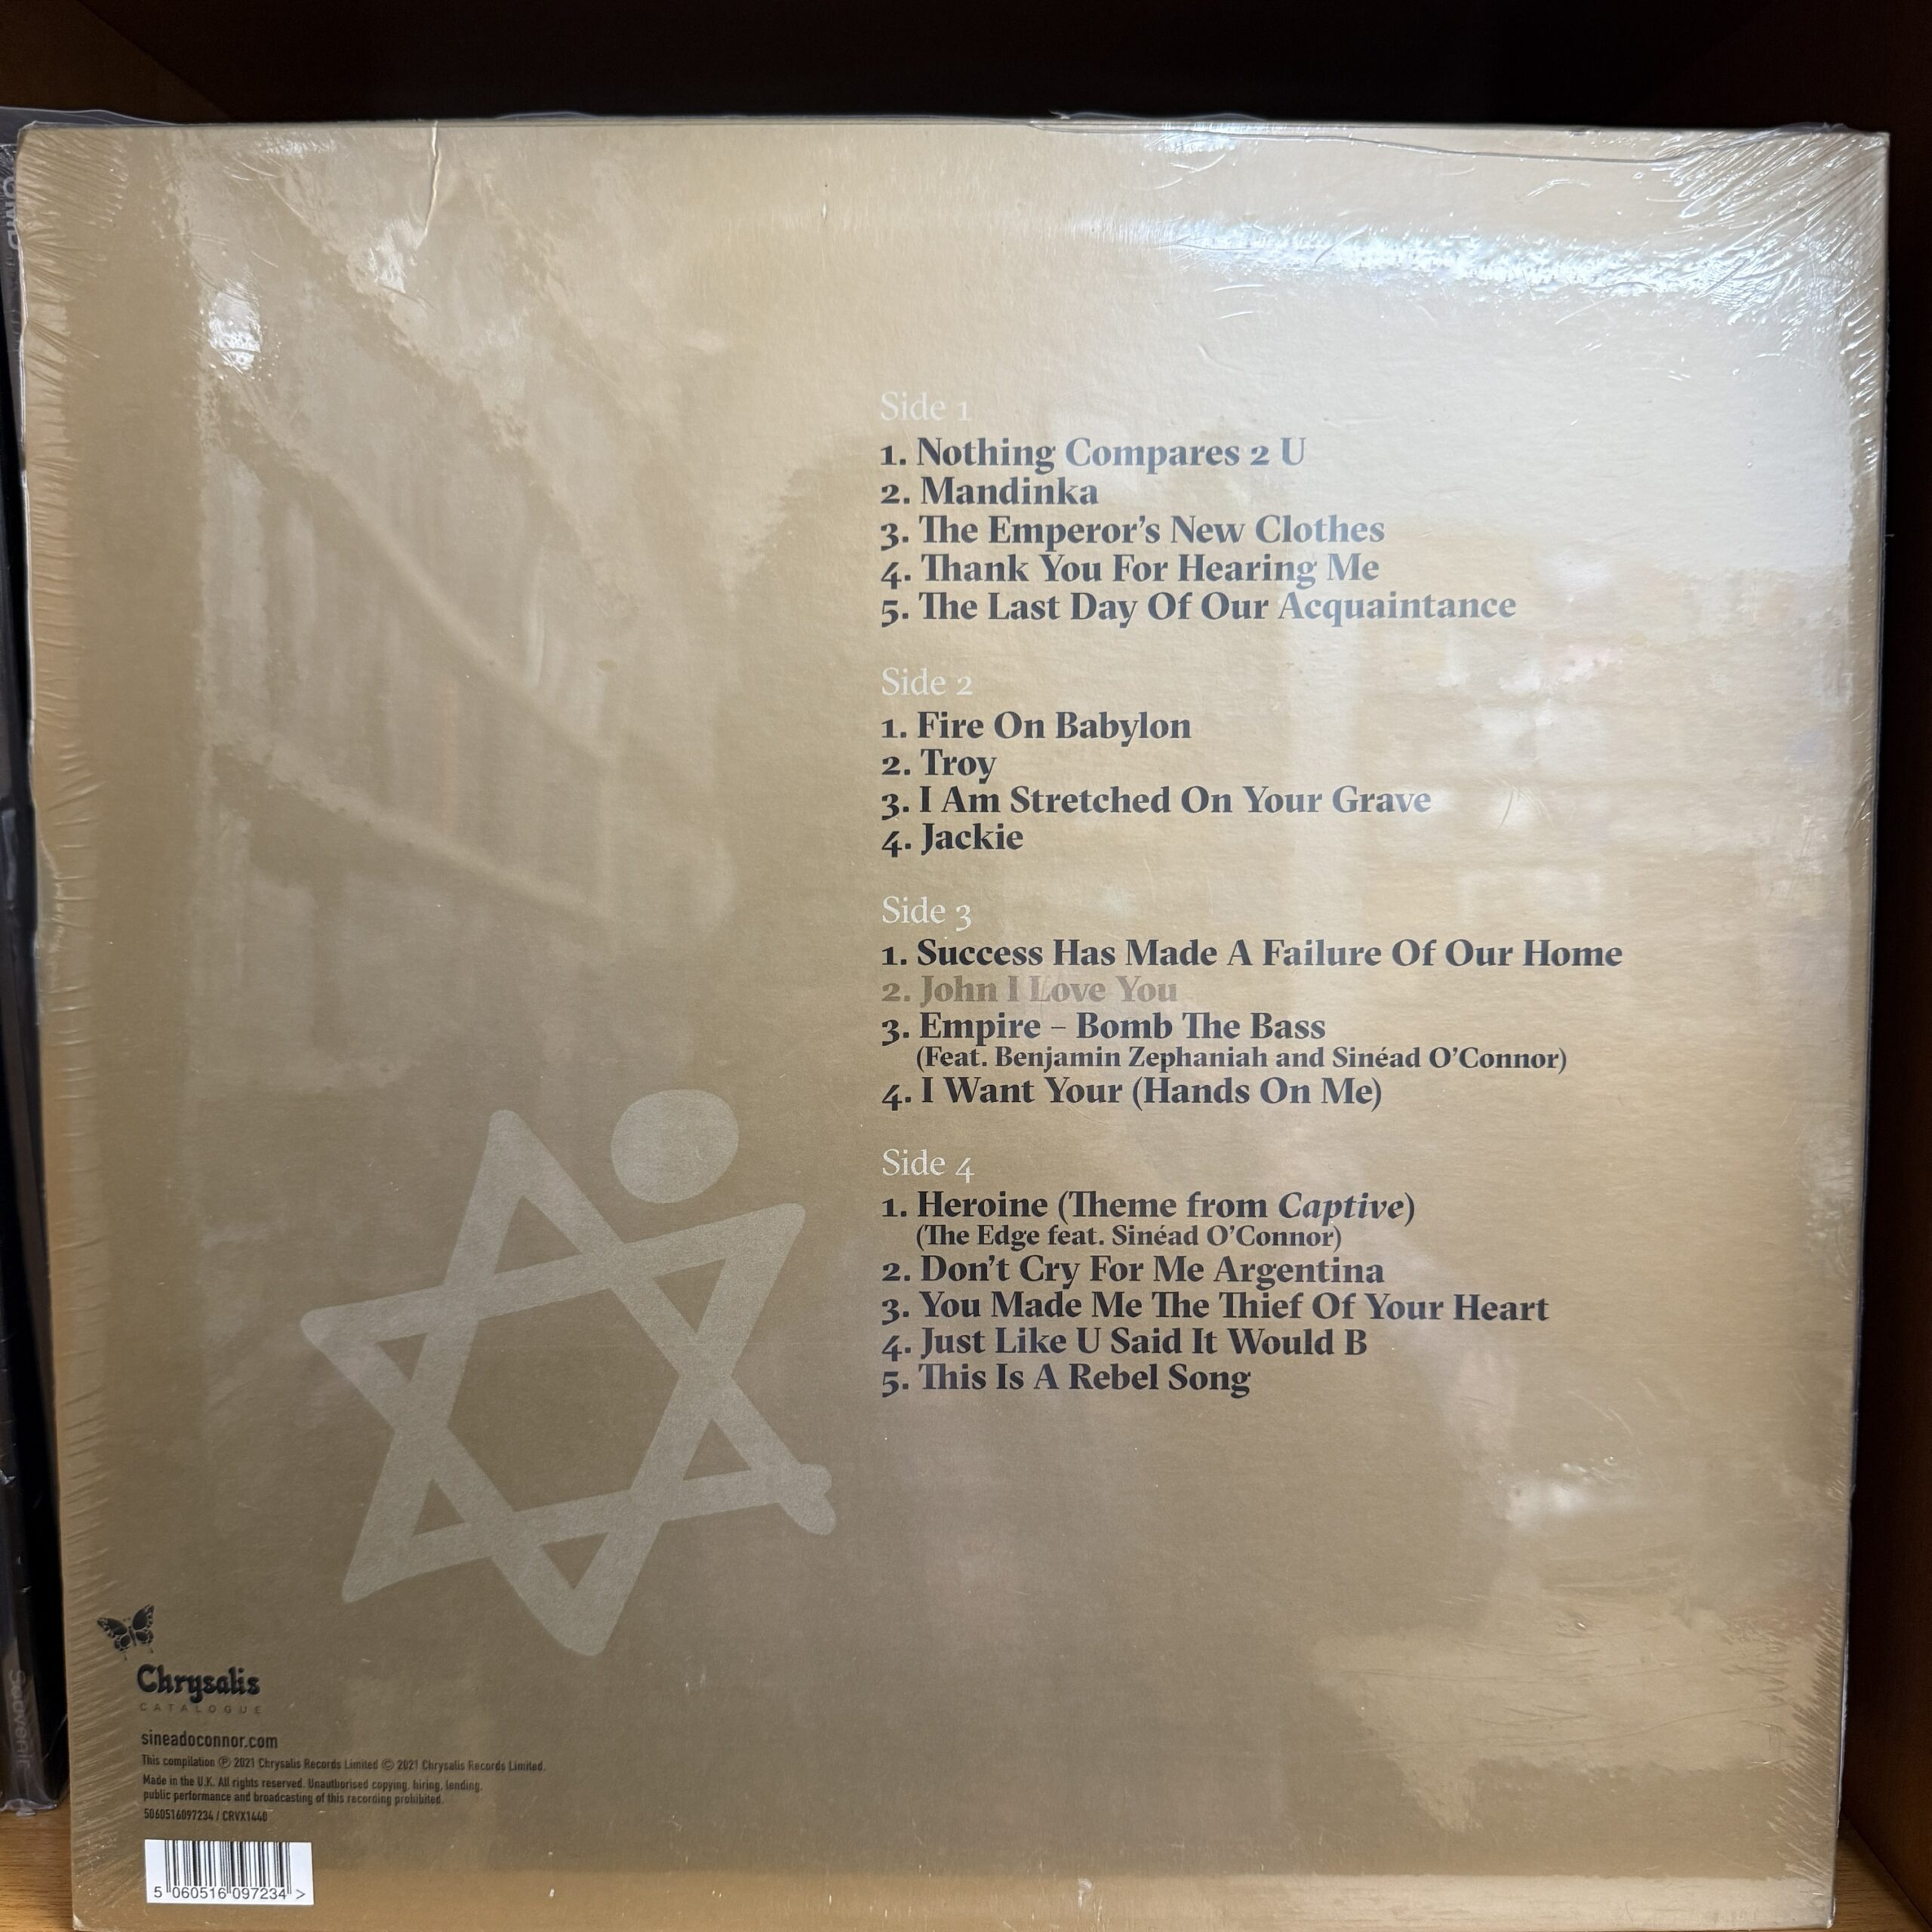 Side 1
1. Nothing Compares 2 U
2. Mandinka
3. The Emperor's New Clothes
4. Thank You For Hearing Me
5. The Last Day Of Our Acquaintance
Side 2
1. Fire On Babylon
2. Troy
3. I Am Stretched On Your Grave
4. Jackie
Side 3
1. Success Has Made A Failure Of Our Home
2. John I Love You
3. Empire – Bomb The Bass
(Feat. Benjamin Zephaniah and Sinéad O'Connor)
4. I Want Your (Hands On Me)
Side 4
1. Heroine (Theme from Captive)
(The Edge feat. Sinéad O'Connor)
2. Don't Cry For Me Argentina
3. You Made Me The Thief Of Your Heart
4. Just Like U Said It Would B
5. This Is A Rebel Song
Chrysalis
CATALOGUE
sineadoconnor.com
This compilation Ⓟ 2021 Chrysalis Records Limited © 2021 Chrysalis Records Limited.
Made in the U.K. All rights reserved. Unauthorised copying, hiring, lending,
public performance and broadcasting of this recording prohibited.
5060516097234 / CRVX1440
5 060516 097234 >